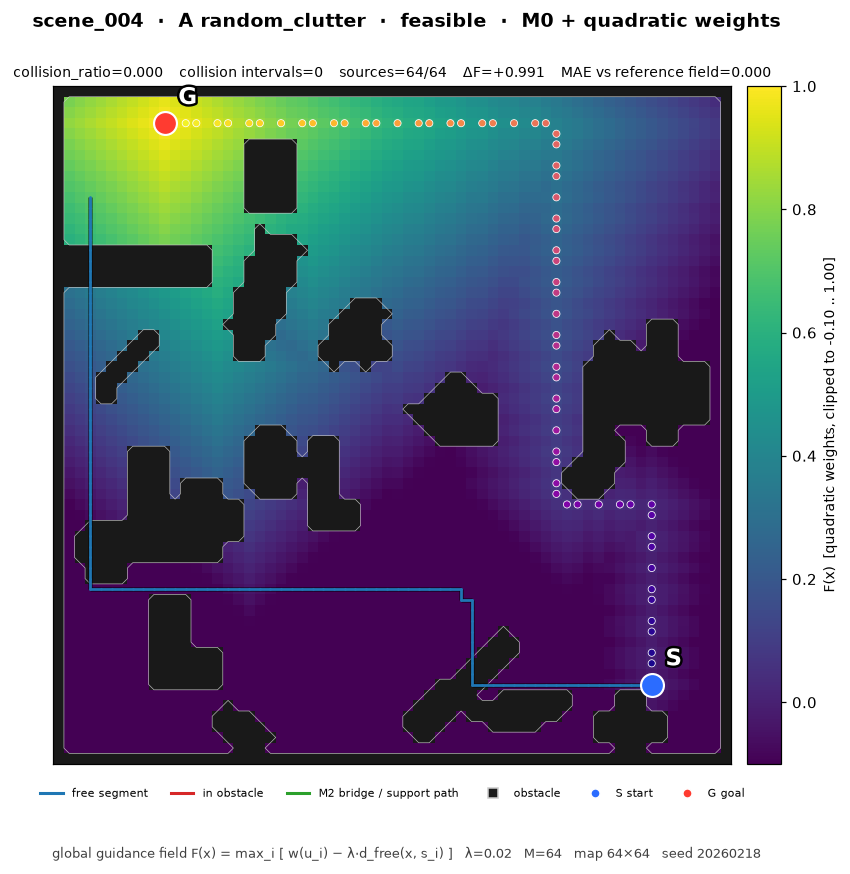 scene_004 · A random_clutter · feasible · M0 + quadratic weights
collision_ratio=0.000 collision intervals=0 sources=64/64 ΔF=+0.991 MAE vs reference field=0.000
G
S
1.0
0.8
0.6
0.4
0.2
0.0
F(x) [quadratic weights, clipped to -0.10 .. 1.00]
free segment
in obstacle
M2 bridge / support path
obstacle
S start
G goal
global guidance field F(x) = max_i [ w(u_i) − λ·d_free(x, s_i) ] λ=0.02 M=64 map 64×64 seed 20260218